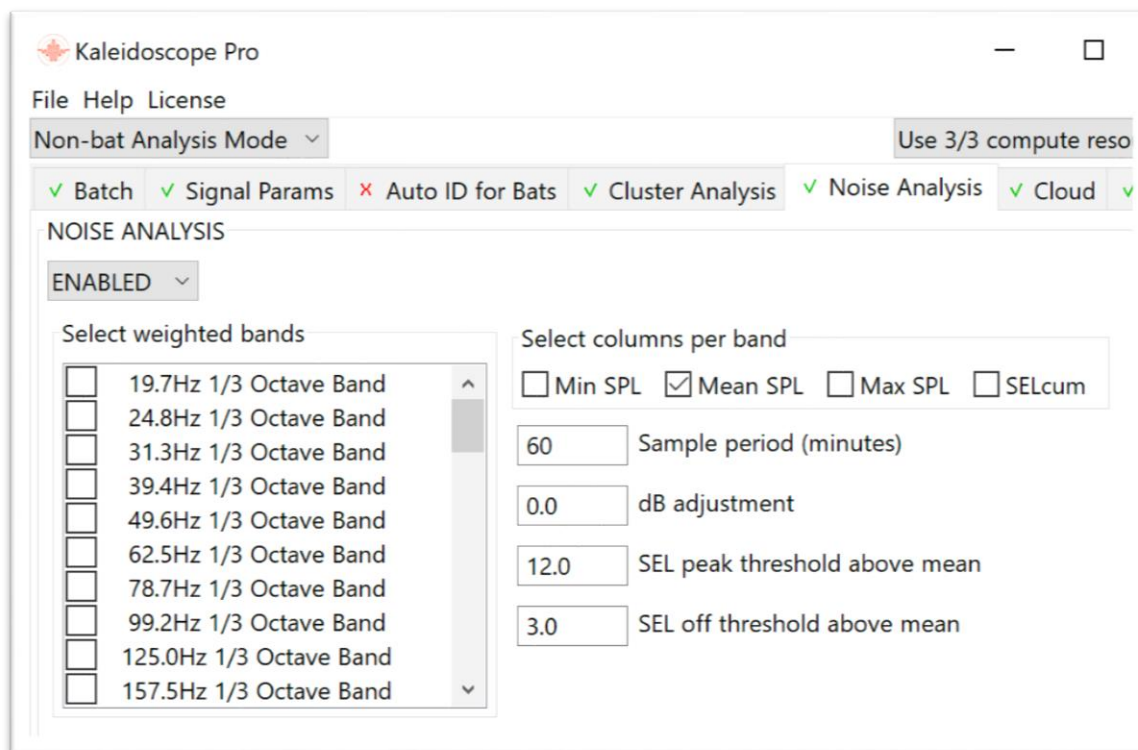 Kaleidoscope Pro
File Help License
Non-bat Analysis Mode
Use 3/3 compute reso
Batch Signal Params Auto ID for Bats Cluster Analysis Noise Analysis Cloud
NOISE ANALYSIS
ENABLED
Select weighted bands
19.7Hz 1/3 Octave Band
24.8Hz 1/3 Octave Band
31.3Hz 1/3 Octave Band
39.4Hz 1/3 Octave Band
49.6Hz 1/3 Octave Band
62.5Hz 1/3 Octave Band
78.7Hz 1/3 Octave Band
99.2Hz 1/3 Octave Band
125.0Hz 1/3 Octave Band
157.5Hz 1/3 Octave Band
Select columns per band
Min SPL Mean SPL Max SPL SELcum
60 Sample period (minutes)
0.0 dB adjustment
12.0 SEL peak threshold above mean
3.0 SEL off threshold above mean